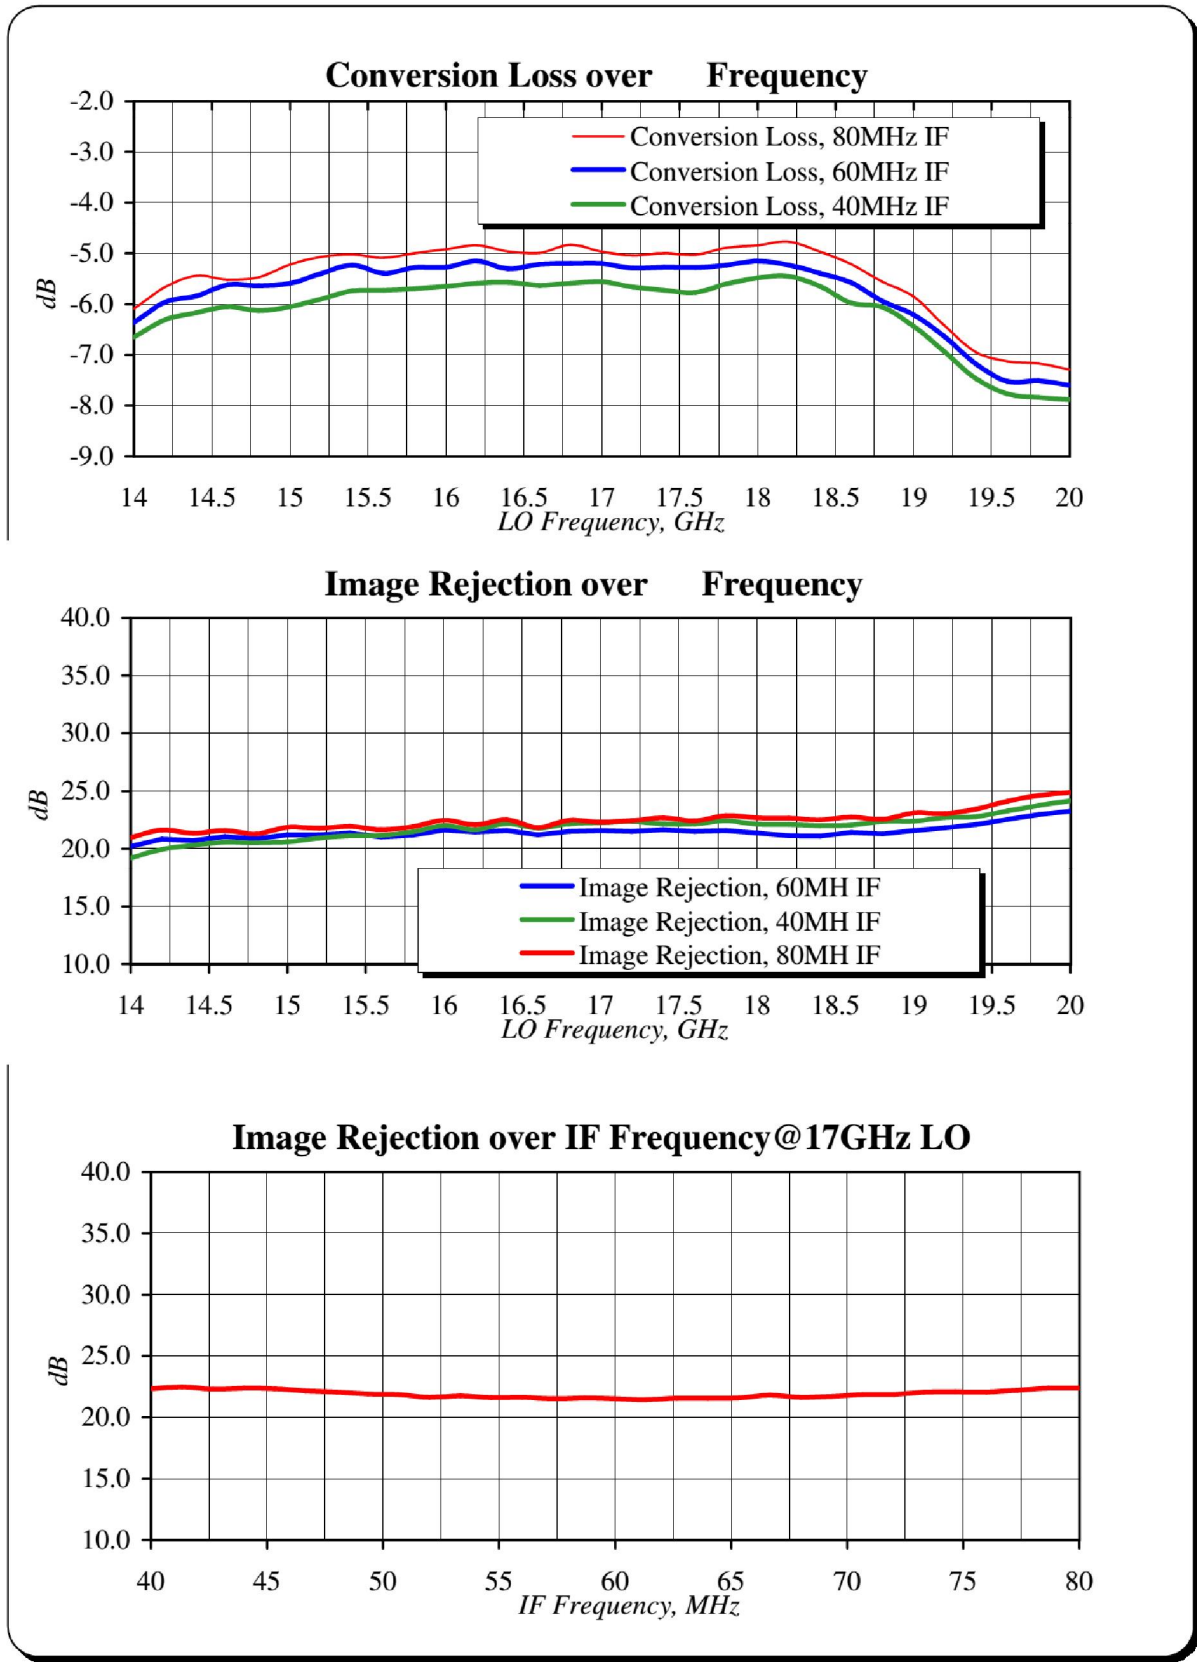 Conversion Loss over Frequency
-2.0
-3.0
-4.0
-5.0
-6.0
-7.0
-8.0
-9.0
dB
Conversion Loss, 80MHz IF
Conversion Loss, 60MHz IF
Conversion Loss, 40MHz IF
14 14.5 15 15.5 16 16.5 17 17.5 18 18.5 19 19.5 20
LO Frequency, GHz
Image Rejection over Frequency
40.0
35.0
30.0
25.0
20.0
15.0
10.0
dB
Image Rejection, 60MH IF
Image Rejection, 40MH IF
Image Rejection, 80MH IF
14 14.5 15 15.5 16 16.5 17 17.5 18 18.5 19 19.5 20
LO Frequency, GHz
Image Rejection over IF Frequency@17GHz LO
40.0
35.0
30.0
25.0
20.0
15.0
10.0
dB
40 45 50 55 60 65 70 75 80
IF Frequency, MHz